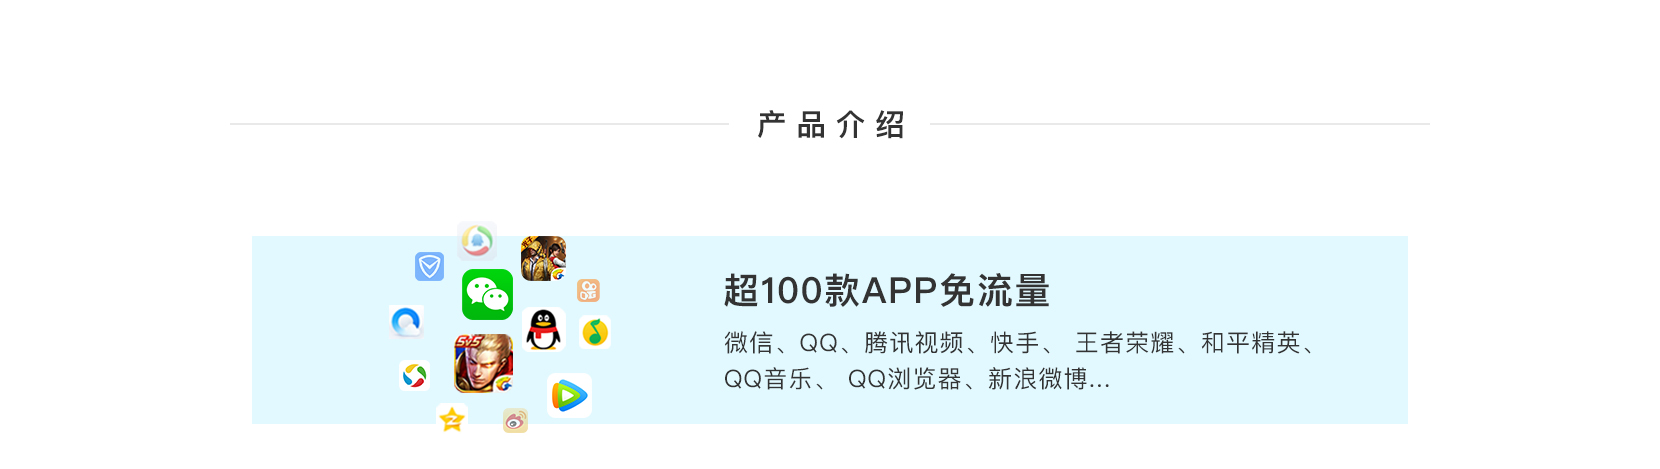 产品介绍
超100款APP免流量
微信、QQ、腾讯视频、快手、 王者荣耀、和平精英、
QQ音乐、 QQ浏览器、新浪微博...
5V5